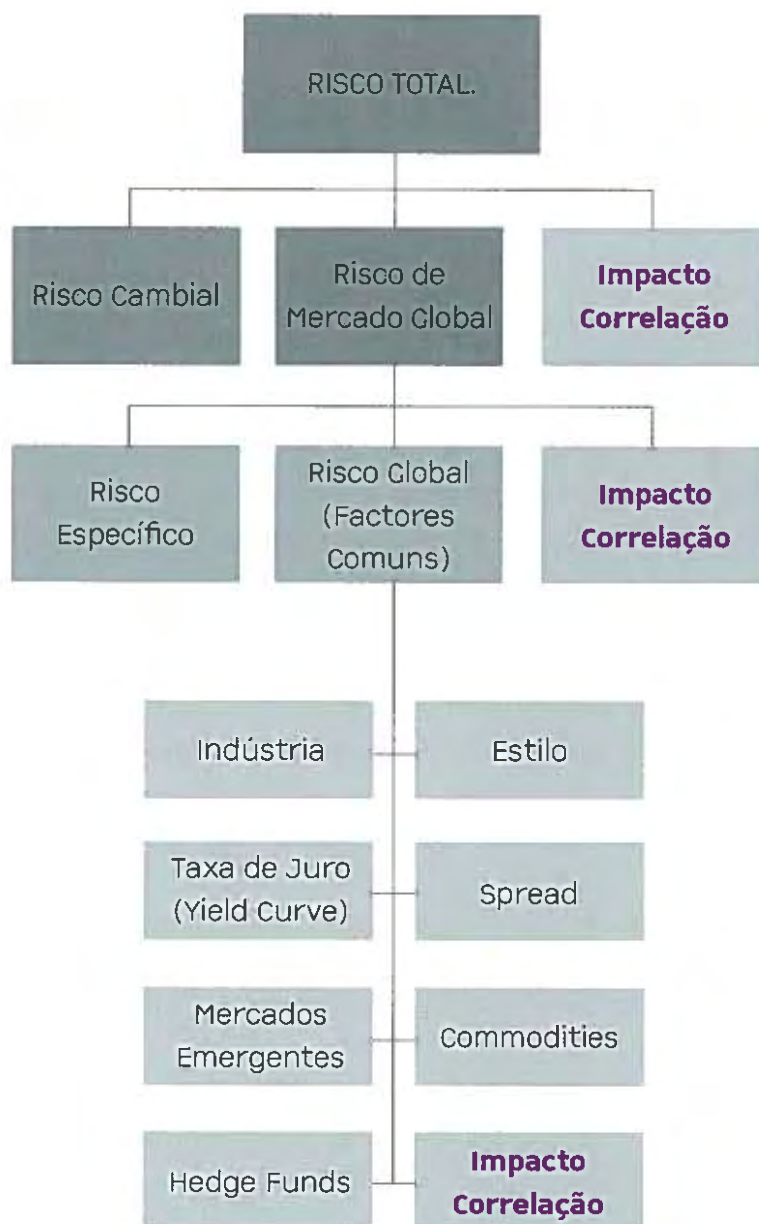 RISCO TOTAL.
Risco Cambial
Risco de
Mercado Global
Impacto
Correlação
Risco
Específico
Risco Global
(Factores
Comuns)
Impacto
Correlação
Indústria
Estilo
Taxa de Juro
(Yield Curve)
Spread
Mercados
Emergentes
Commodities
Hedge Funds
Impacto
Correlação